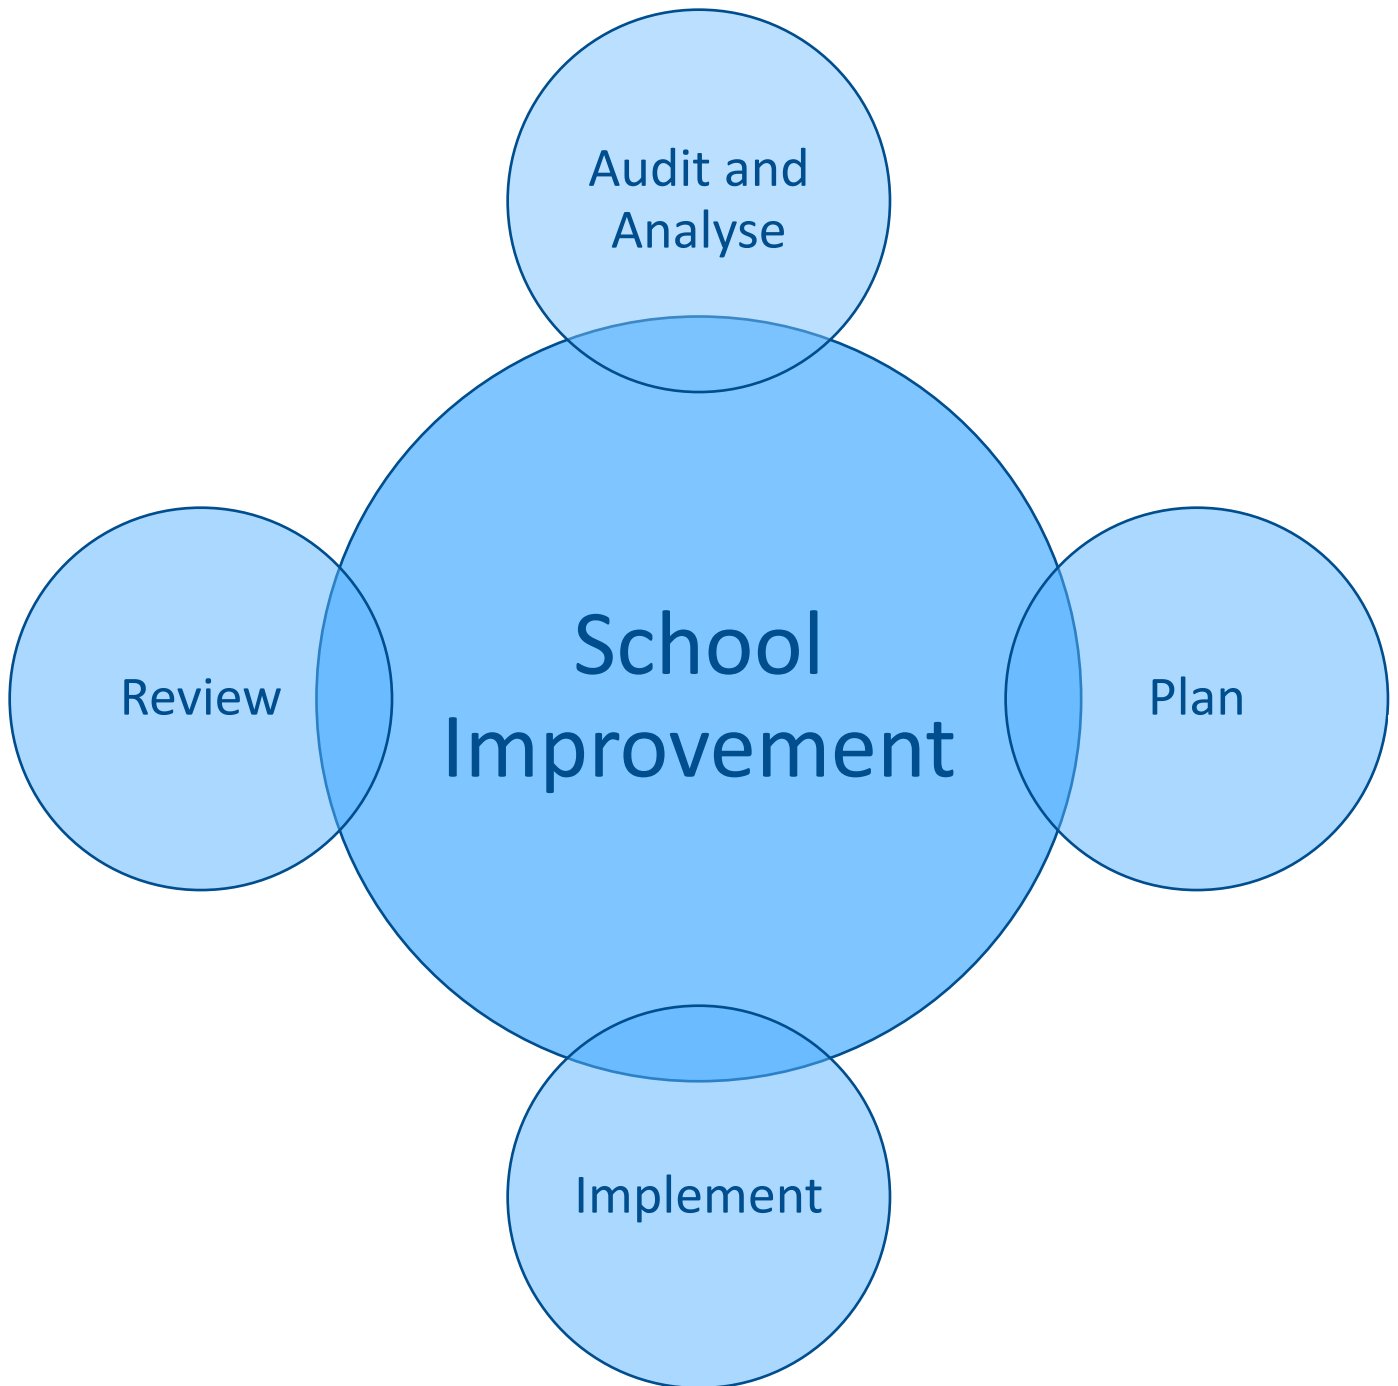 Audit and
Analyse
School
Improvement
Review
Plan
Implement